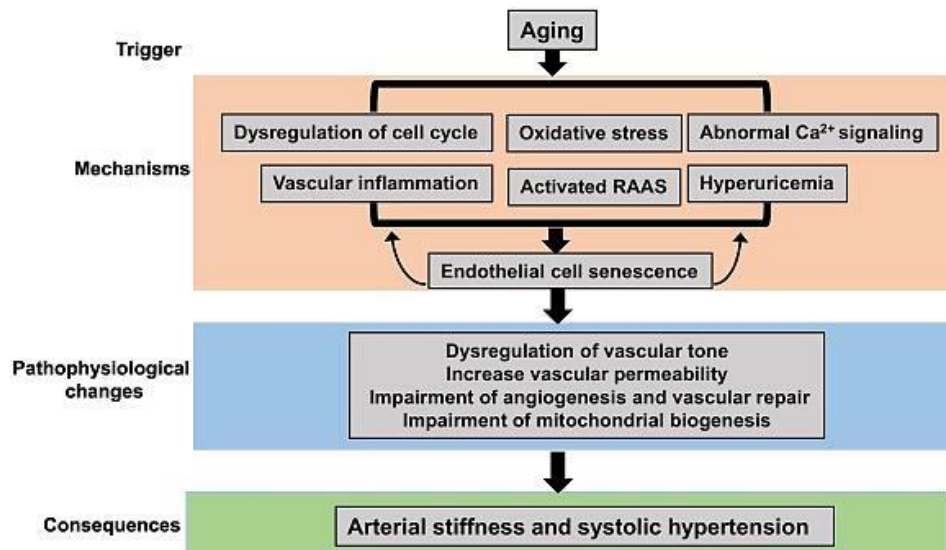 Trigger
Aging
Mechanisms
Dysregulation of cell cycle
Oxidative stress
Abnormal Ca²⁺ signaling
Vascular inflammation
Activated RAAS
Hyperuricemia
Endothelial cell senescence
Pathophysiological
changes
Dysregulation of vascular tone
Increase vascular permeability
Impairment of angiogenesis and vascular repair
Impairment of mitochondrial biogenesis
Consequences
Arterial stiffness and systolic hypertension